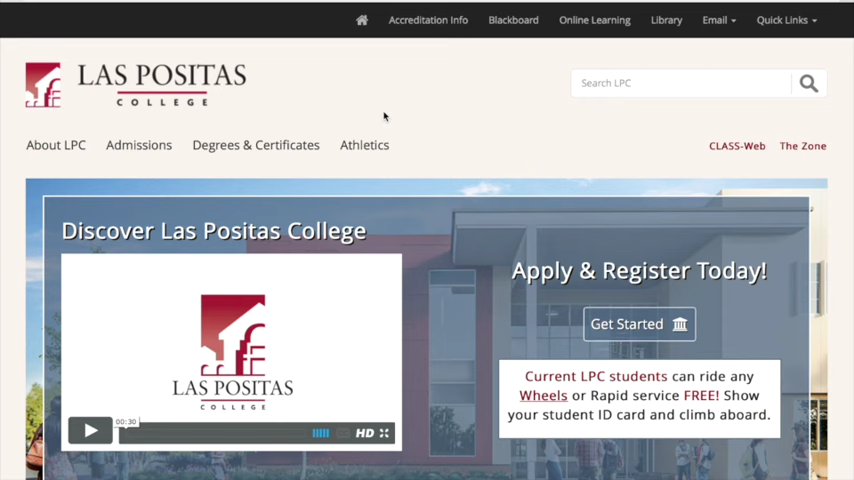 Accreditation Info Blackboard Online Learning Library Email Quick Links
LAS POSITAS
COLLEGE
Search LPC
About LPC Admissions Degrees & Certificates Athletics
CLASS-Web The Zone
Discover Las Positas College
LAS POSITAS
COLLEGE
00:30
HD
Apply & Register Today!
Get Started
Current LPC students can ride any
Wheels or Rapid service FREE! Show
your student ID card and climb aboard.